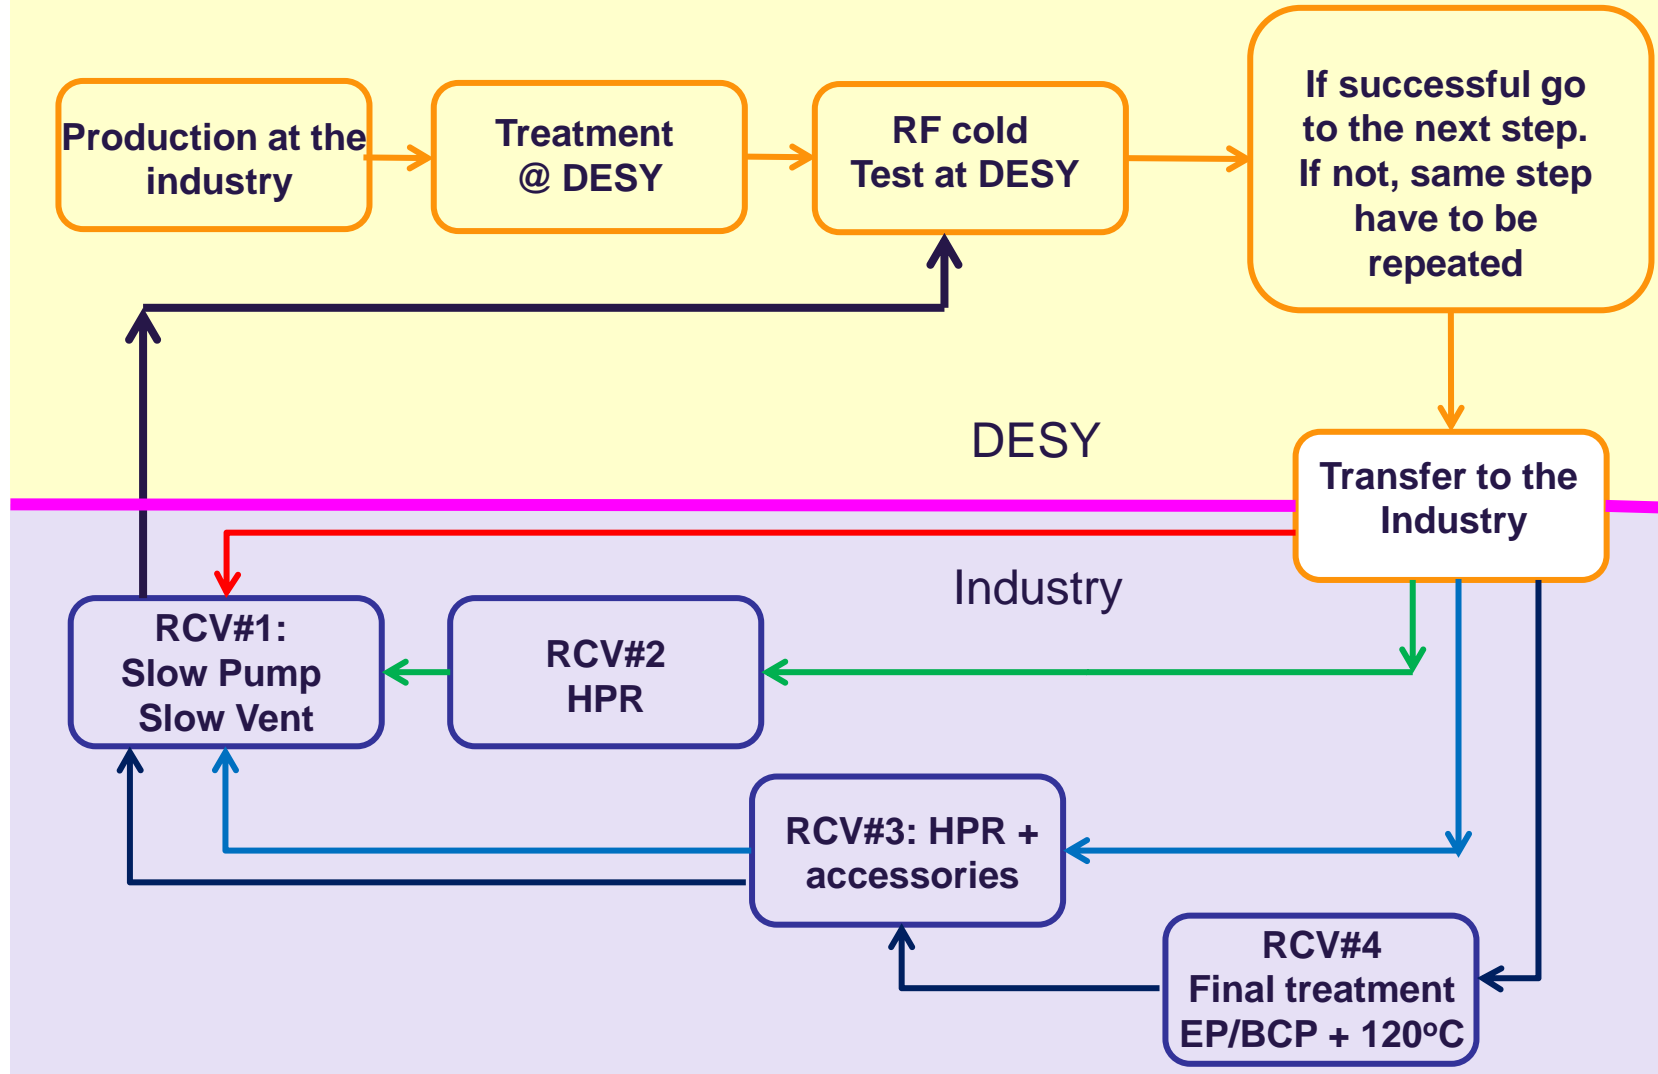 Production at the
industry
Treatment
@ DESY
RF cold
Test at DESY
If successful go
to the next step.
If not, same step
have to be
repeated
DESY
Transfer to the
Industry
Industry
RCV#1:
Slow Pump
Slow Vent
RCV#2
HPR
RCV#3: HPR +
accessories
RCV#4
Final treatment
EP/BCP + 120ºC